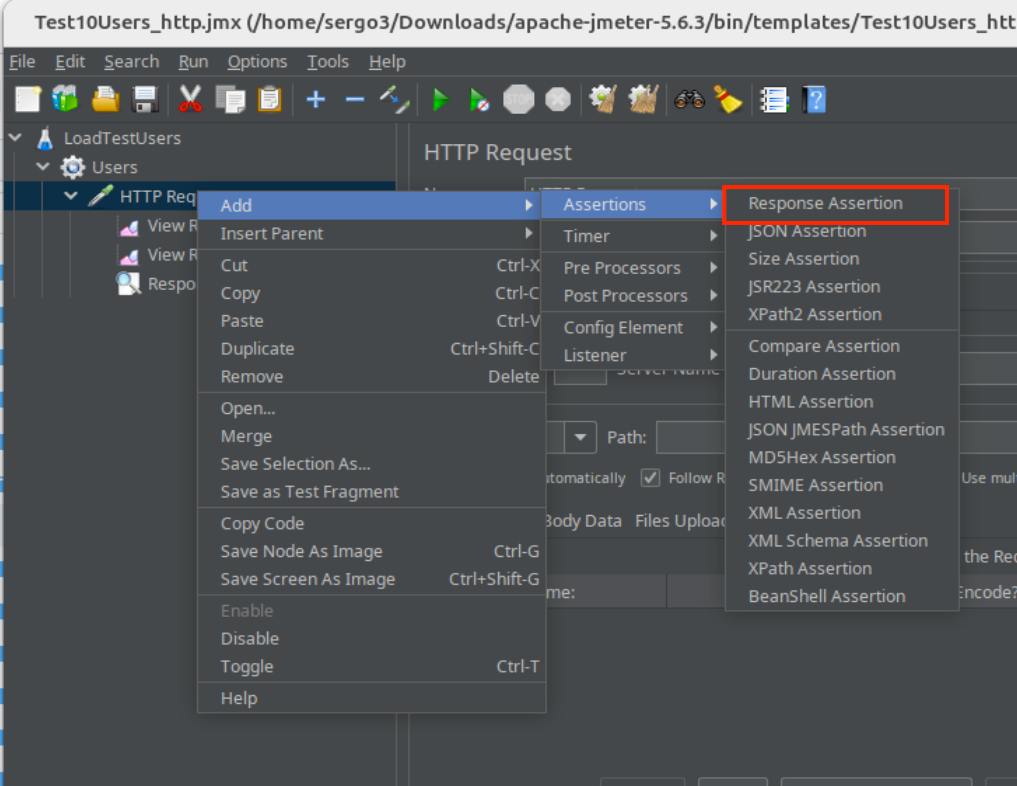 Test10Users_http.jmx (/home/sergo3/Downloads/apache-jmeter-5.6.3/bin/templates/Test10Users_htt
File Edit Search Run Options Tools Help
STOP
LoadTestUsers
Users
HTTP Req
View R
View R
Respo
HTTP Request
Add
Insert Parent
Cut Ctrl-X
Copy Ctrl-C
Paste Ctrl-V
Duplicate Ctrl+Shift-C
Remove Delete
Open...
Merge
Save Selection As...
Save as Test Fragment
Copy Code
Save Node As Image Ctrl-G
Save Screen As Image Ctrl+Shift-G
Enable
Disable
Toggle Ctrl-T
Help
Assertions
Timer
Pre Processors
Post Processors
Config Element
Listener
Response Assertion
JSON Assertion
Size Assertion
JSR223 Assertion
XPath2 Assertion
Compare Assertion
Duration Assertion
HTML Assertion
JSON JMESPath Assertion
MD5Hex Assertion
SMIME Assertion
XML Assertion
XML Schema Assertion
XPath Assertion
BeanShell Assertion
Server Name
Path:
utomatically Follow R Use mul
Body Data Files Upload
the Rec
me: Encode?